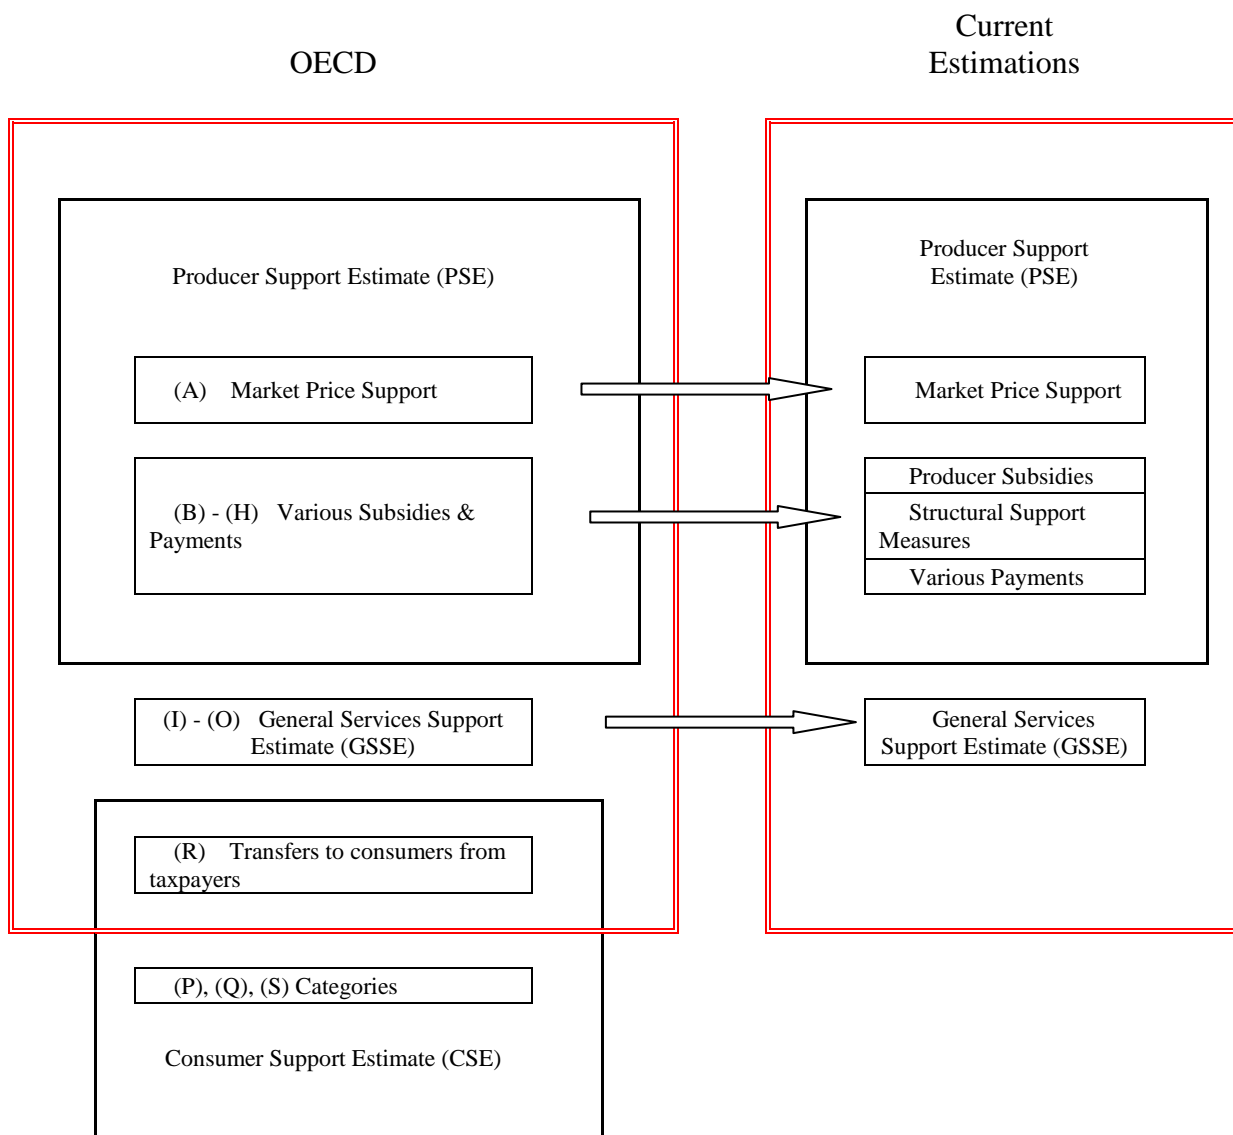 OECD
Current
Estimations
Producer Support Estimate (PSE)
(A) Market Price Support
(B) - (H) Various Subsidies &
Payments
(I) - (O) General Services Support
Estimate (GSSE)
(R) Transfers to consumers from
taxpayers
(P), (Q), (S) Categories
Consumer Support Estimate (CSE)
Producer Support
Estimate (PSE)
Market Price Support
Producer Subsidies
Structural Support
Measures
Various Payments
General Services
Support Estimate (GSSE)